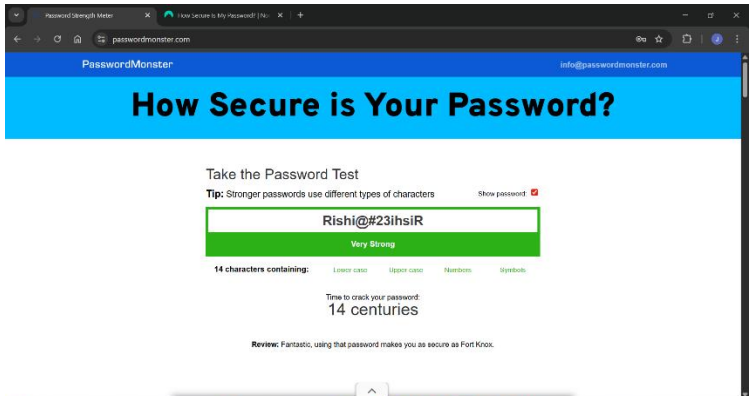 Password Strength Meter
How Secure Is My Password? | No
passwordmonster.com
PasswordMonster info@passwordmonster.com
How Secure is Your Password?
Take the Password Test
Tip: Stronger passwords use different types of characters Show password:
Rishi@#23ihsiR
Very Strong
14 characters containing: Lower case Upper case Numbers Symbols
Time to crack your password:
14 centuries
Review: Fantastic, using that password makes you as secure as Fort Knox.